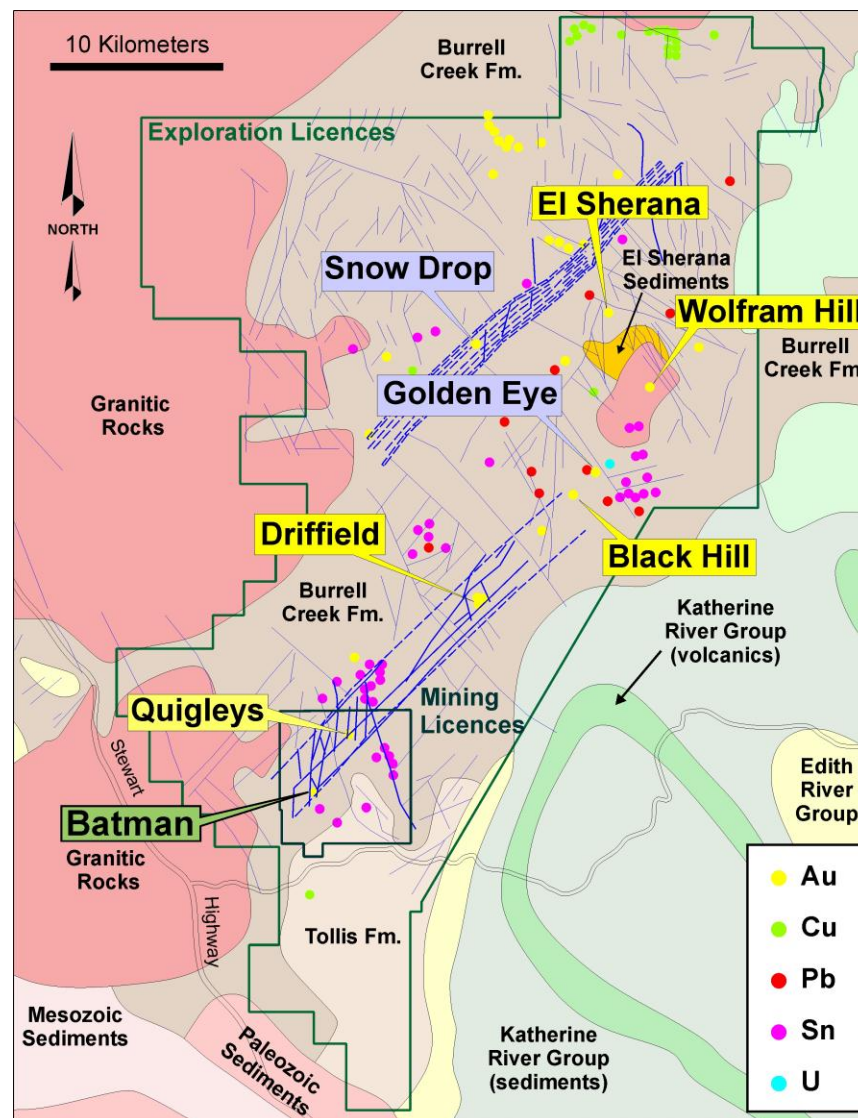 10 Kilometers
Burrell
Creek Fm.
Exploration Licences
NORTH
El Sherana
El Sherana
Sediments
Snow Drop
Wolfram Hill
Burrell
Creek Fm
Golden Eye
Granitic
Rocks
Driffield
Black Hill
Burrell
Creek Fm.
Katherine
River Group
(volcanics)
Quigleys
Mining
Licences
Stewart
Highway
Edith
River
Group
Batman
Granitic
Rocks
Tollis Fm.
Mesozoic
Sediments
Paleozoic
Sediments
Katherine
River Group
(sediments)
Au
Cu
Pb
Sn
U